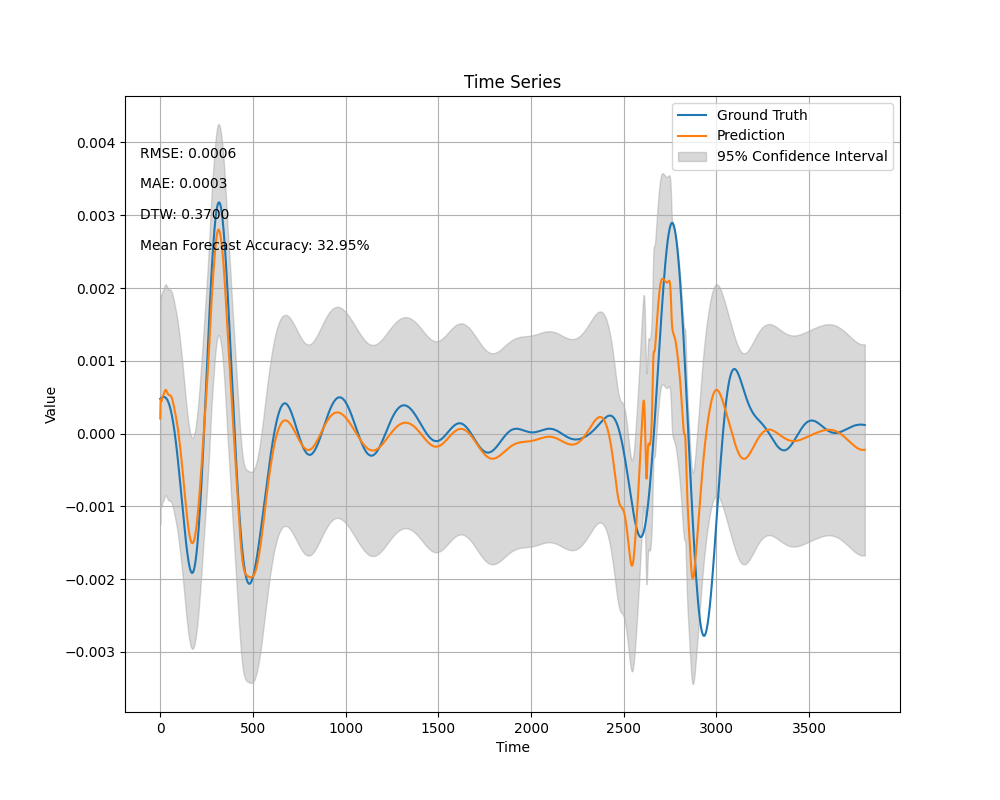 Time Series
Ground Truth
Prediction
95% Confidence Interval
RMSE: 0.0006
MAE: 0.0003
DTW: 0.3700
Mean Forecast Accuracy: 32.95%
0.004
0.003
0.002
0.001
0.000
−0.001
−0.002
−0.003
Value
0 500 1000 1500 2000 2500 3000 3500
Time